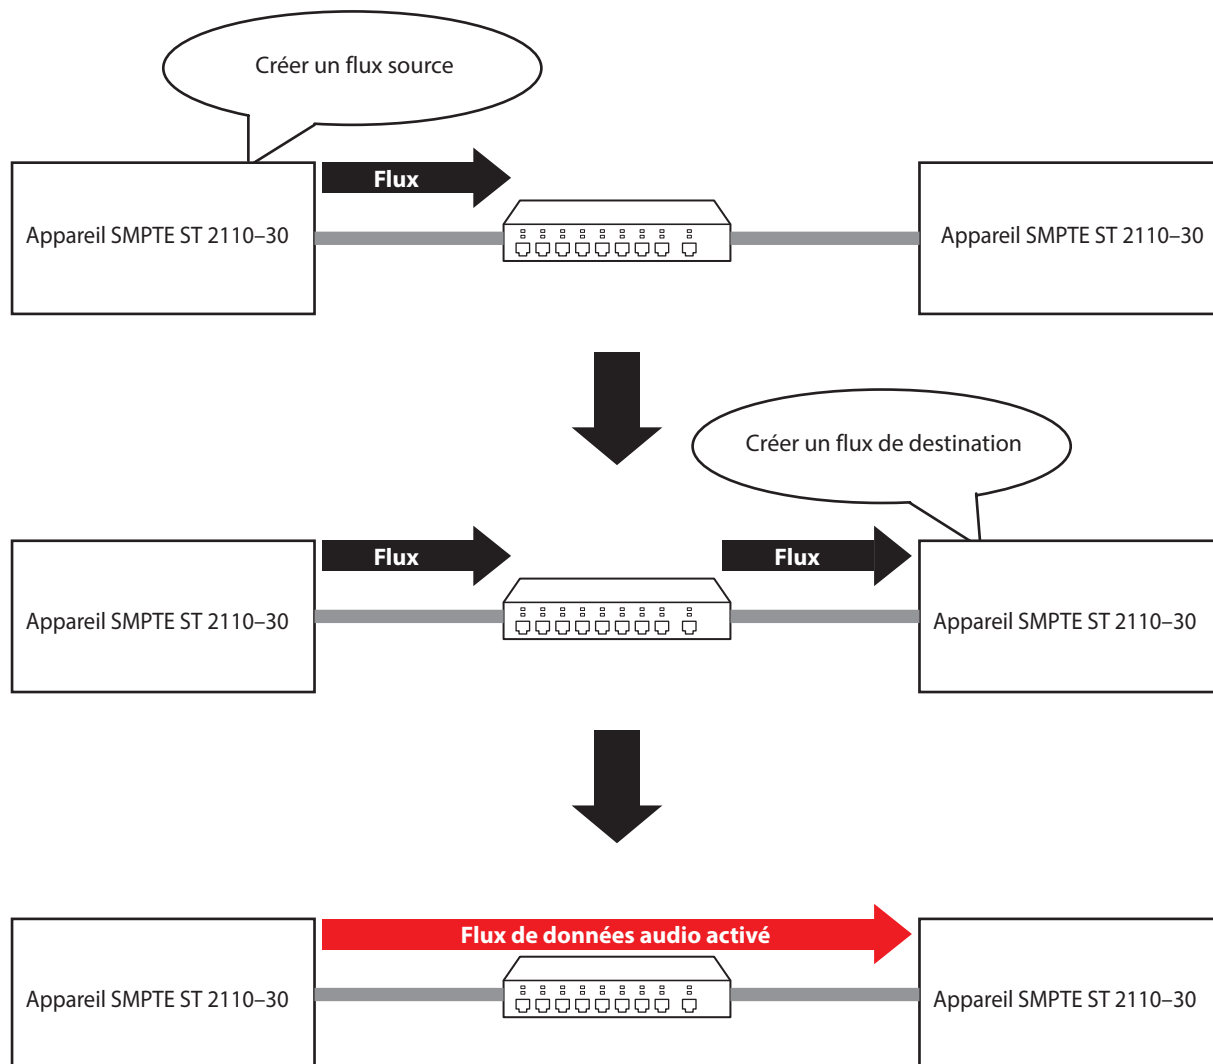 Créer un flux source
Flux
Appareil SMPTE ST 2110–30
Appareil SMPTE ST 2110–30
Créer un flux de destination
Flux
Flux
Appareil SMPTE ST 2110–30
Appareil SMPTE ST 2110–30
Flux de données audio activé
Appareil SMPTE ST 2110–30
Appareil SMPTE ST 2110–30